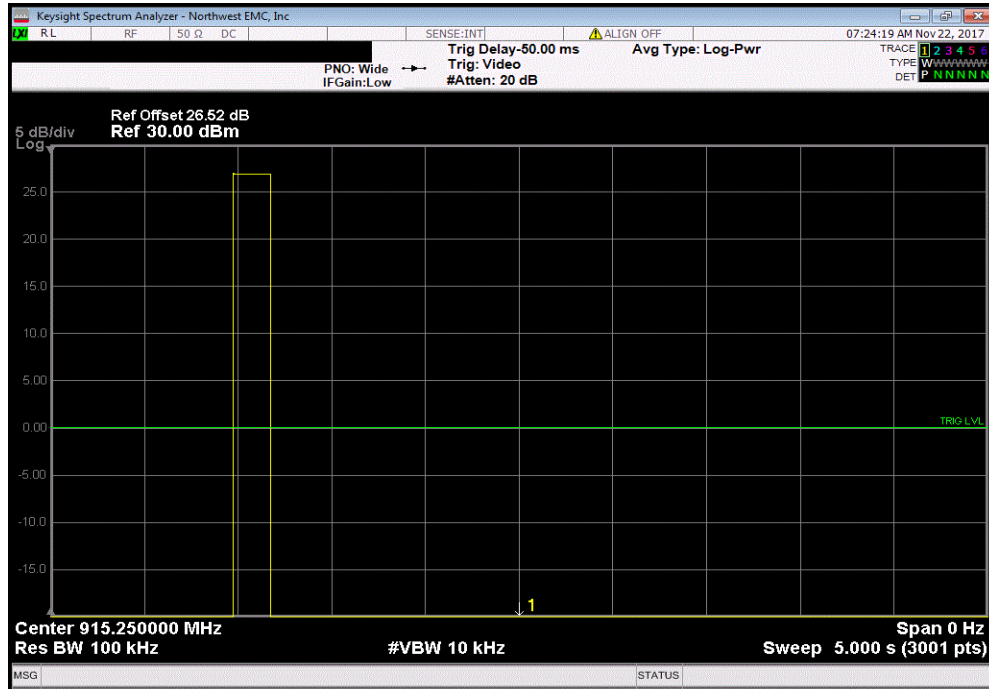 Keysight Spectrum Analyzer - Northwest EMC, Inc
LXI RL RF 50 Ω DC SENSE:INT ALIGN OFF 07:24:19 AM Nov 22, 2017
Trig Delay-50.00 ms Avg Type: Log-Pwr TRACE 1 2 3 4 5 6
PNO: Wide Trig: Video TYPE WWWWWW
IFGain:Low #Atten: 20 dB DET P N N N N N
Ref Offset 26.52 dB
5 dB/div Ref 30.00 dBm
Log
25.0
20.0
15.0
10.0
5.00
0.00 TRIG LVL
-5.00
-10.0
-15.0
1
Center 915.250000 MHz Span 0 Hz
Res BW 100 kHz #VBW 10 kHz Sweep 5.000 s (3001 pts)
MSG STATUS